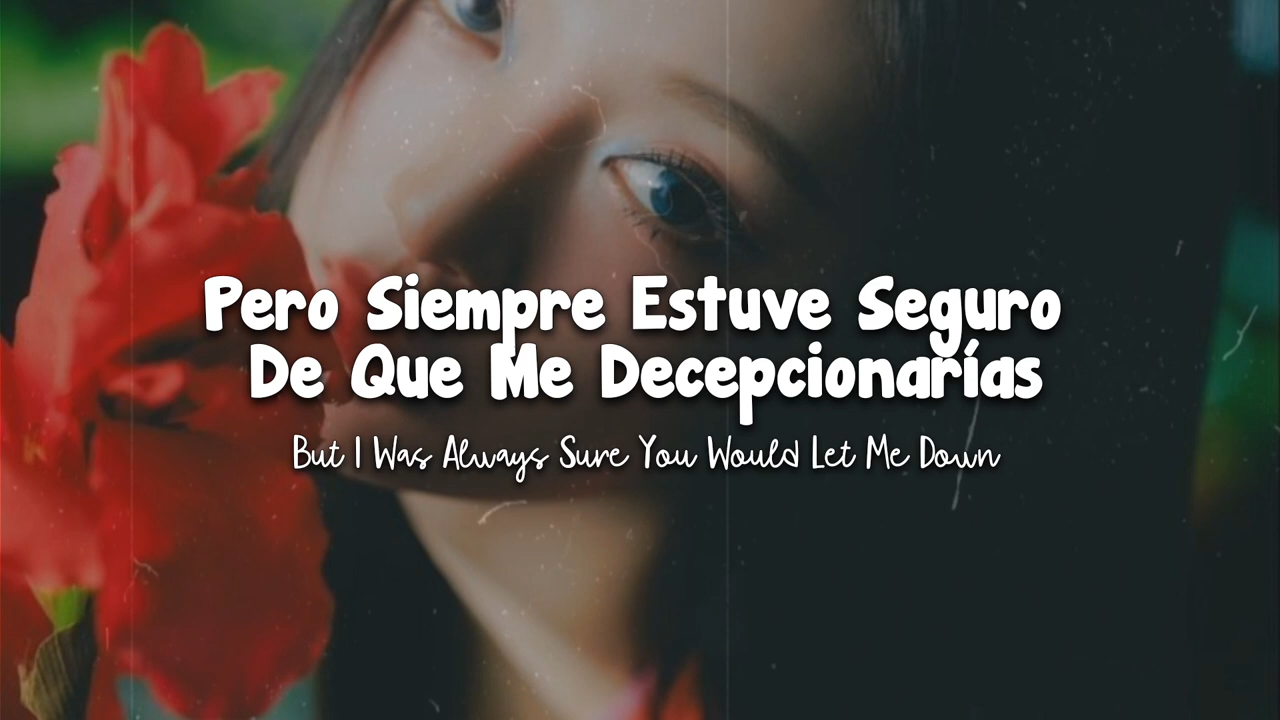 Pero Siempre Estuve Seguro
De Que Me Decepcionarías
But I Was Always Sure You Would Let Me Down